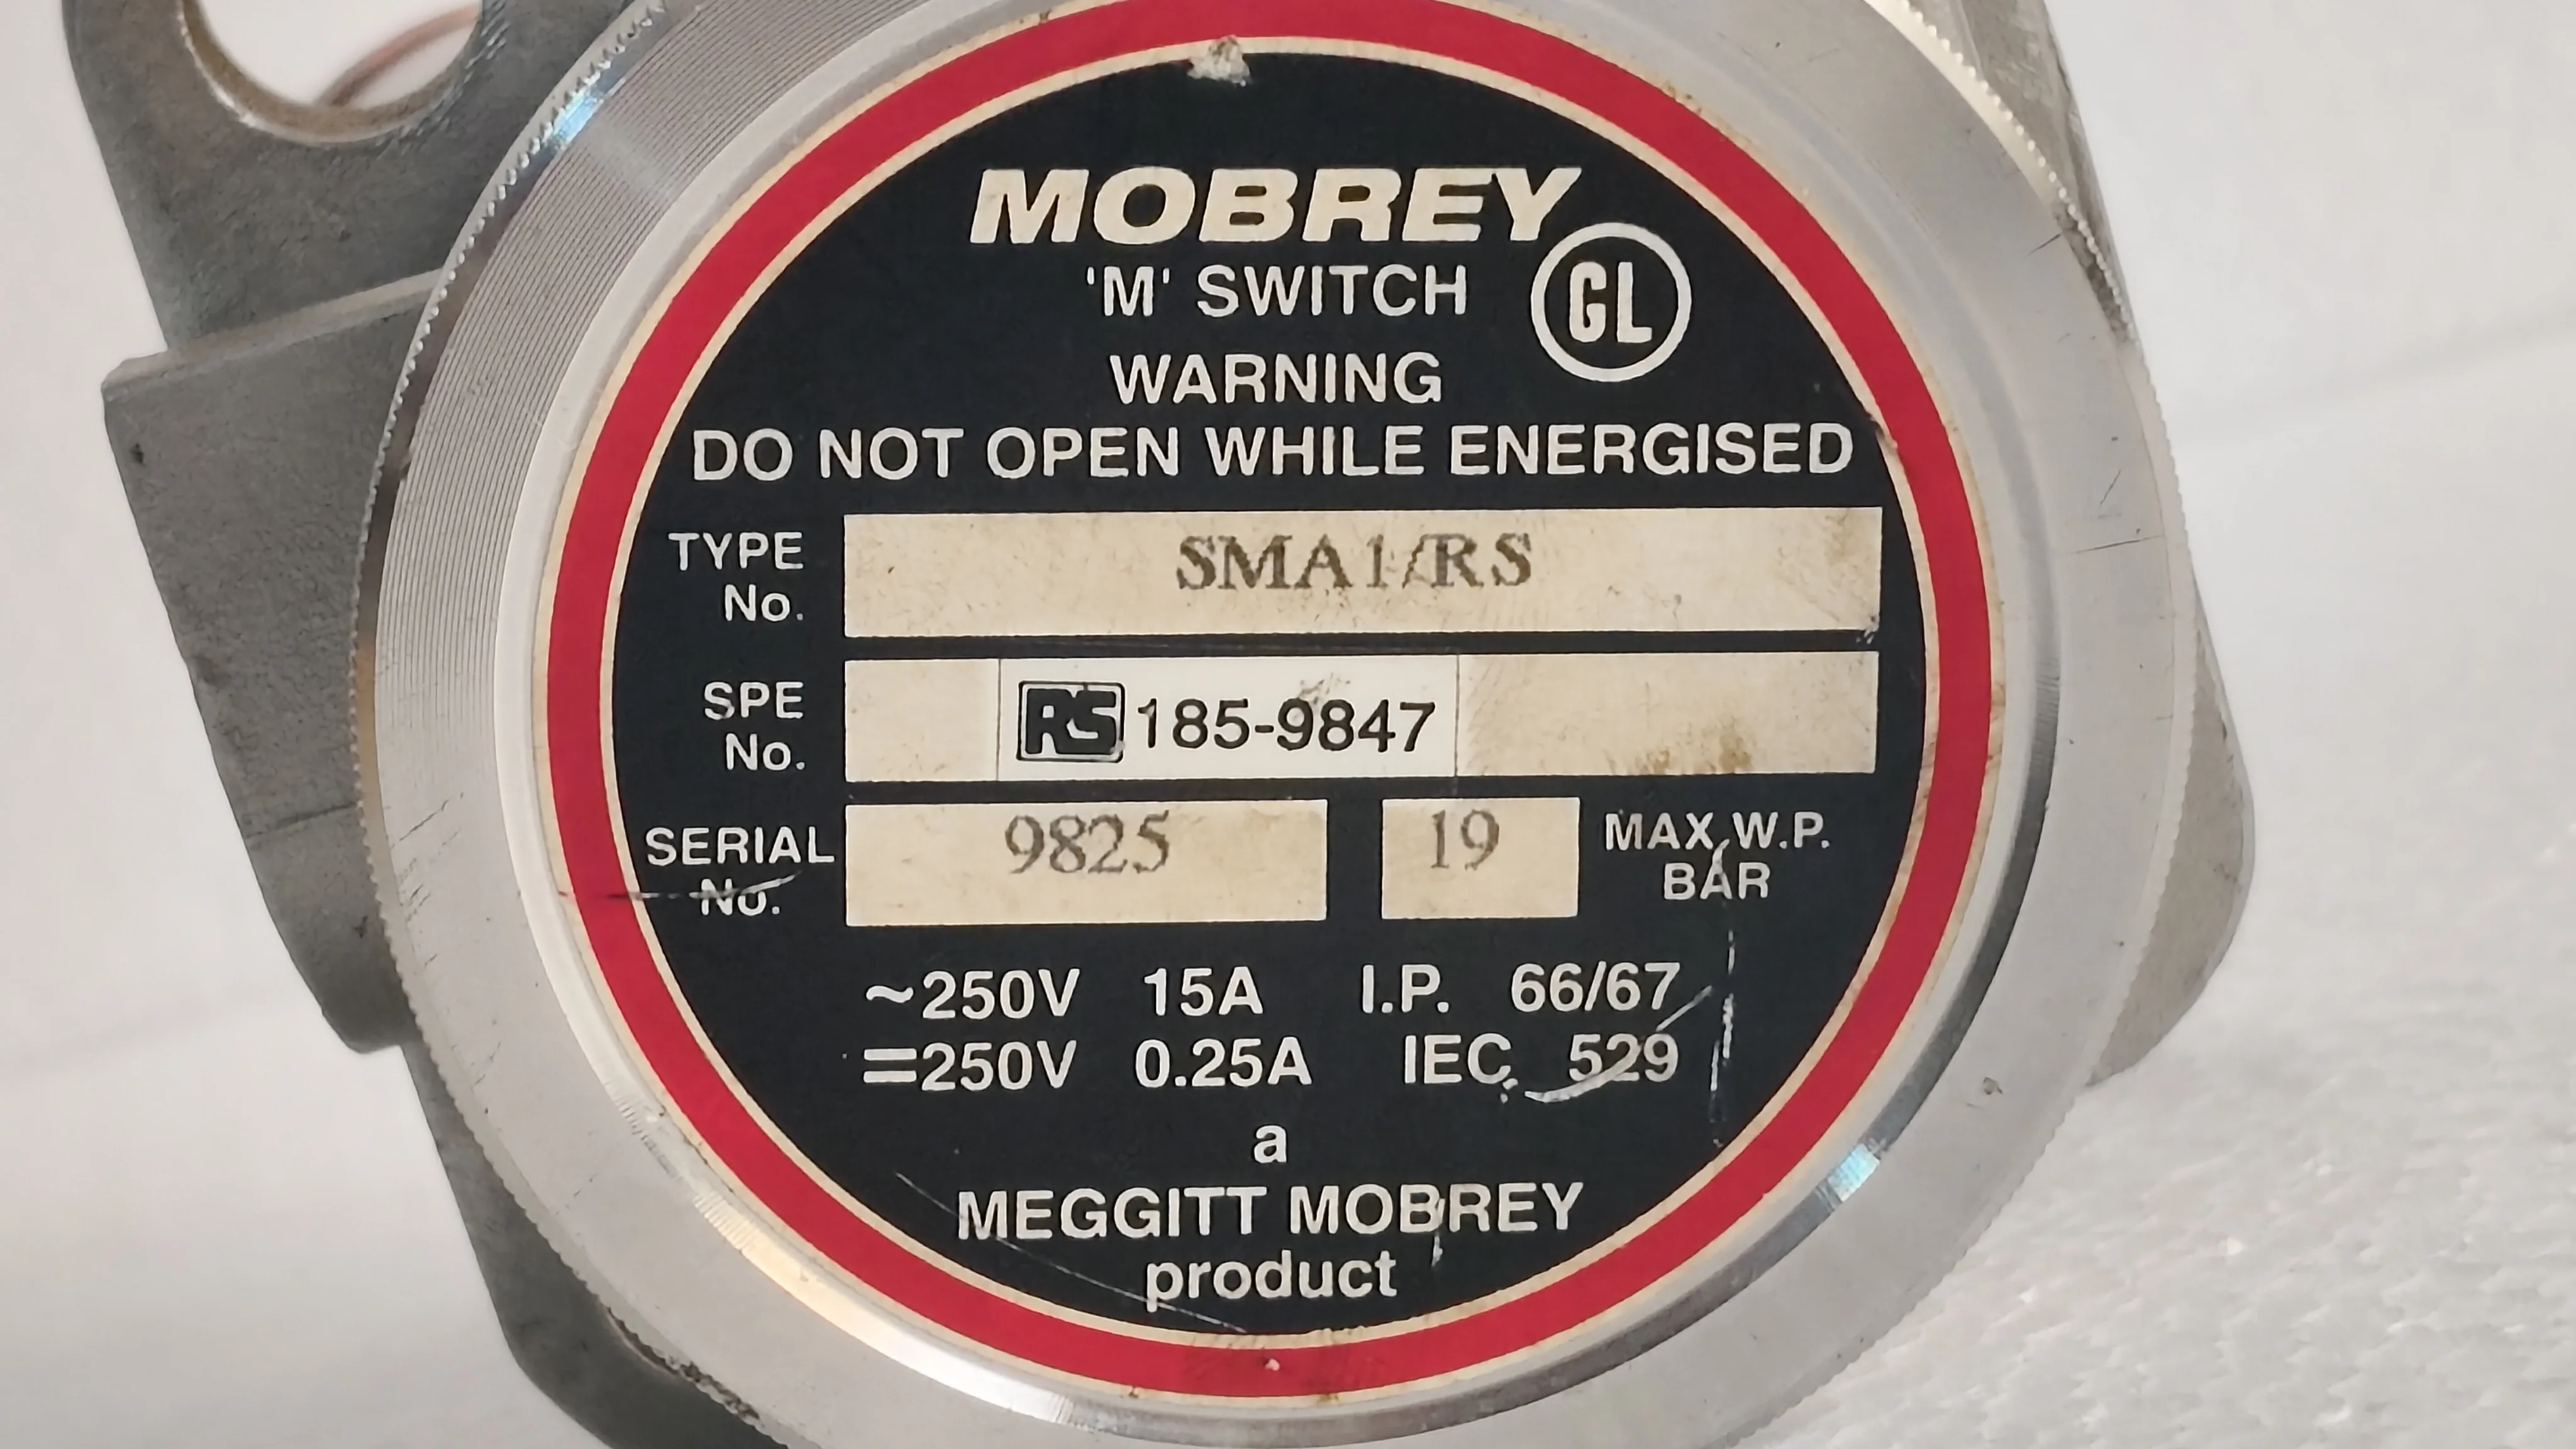 MOBREY
'M' SWITCH
GL
WARNING
DO NOT OPEN WHILE ENERGISED
TYPE No. SMA1/RS
SPE No. RS 185-9847
SERIAL No. 9825 19 MAX.W.P. BAR
~250V 15A I.P. 66/67
=250V 0.25A IEC 529
a
MEGGITT MOBREY
product